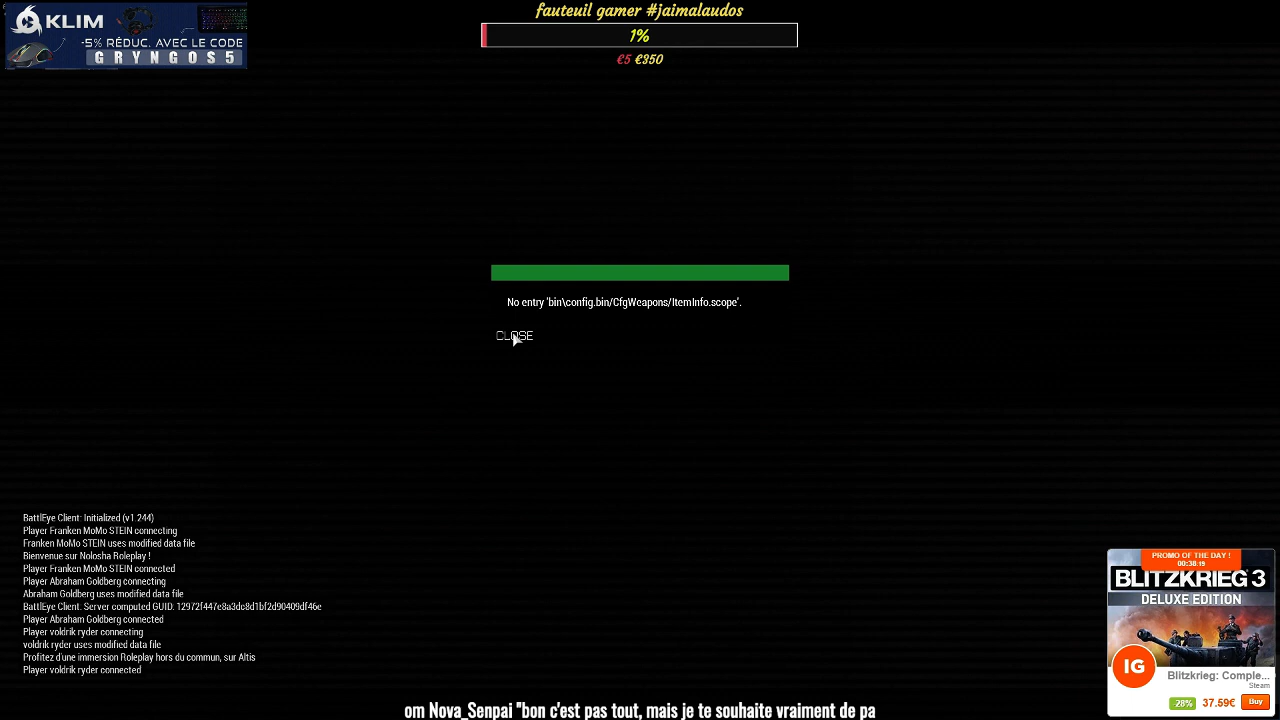 KLIM
-5% RÉDUC. AVEC LE CODE
GRYNGOS5
fauteuil gamer #jaimalaudos
1%
€5 €350
No entry 'bin\config.bin/CfgWeapons/ItemInfo.scope'.
CLOSE
BattlEye Client: Initialized (v1.244)
Player Franken MoMo STEIN connecting
Franken MoMo STEIN uses modified data file
Bienvenue sur Nolosha Roleplay !
Player Franken MoMo STEIN connected
Player Abraham Goldberg connecting
Abraham Goldberg uses modified data file
BattlEye Client: Server computed GUID: 12972f447e8a3dc8d1bf2d90409df46e
Player Abraham Goldberg connected
Player voldrik ryder connecting
voldrik ryder uses modified data file
Profitez d'une immersion Roleplay hors du commun, sur Altis
Player voldrik ryder connected
PROMO OF THE DAY !
00:38:19
BLITZKRIEG 3
DELUXE EDITION
IG
Blitzkrieg: Comple...
Steam
-28%
37.59€
Buy
om Nova_Senpai "bon c'est pas tout, mais je te souhaite vraiment de pa